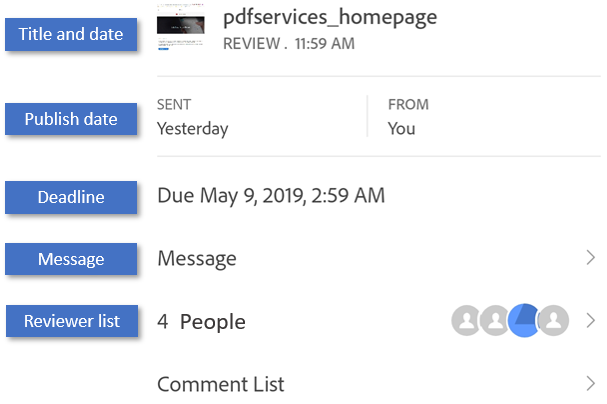 Title and date
pdfservices_homepage
REVIEW . 11:59 AM
Publish date
SENT
FROM
Yesterday
You
Deadline
Due May 9, 2019, 2:59 AM
Message
Message
Reviewer list
4 People
Comment List